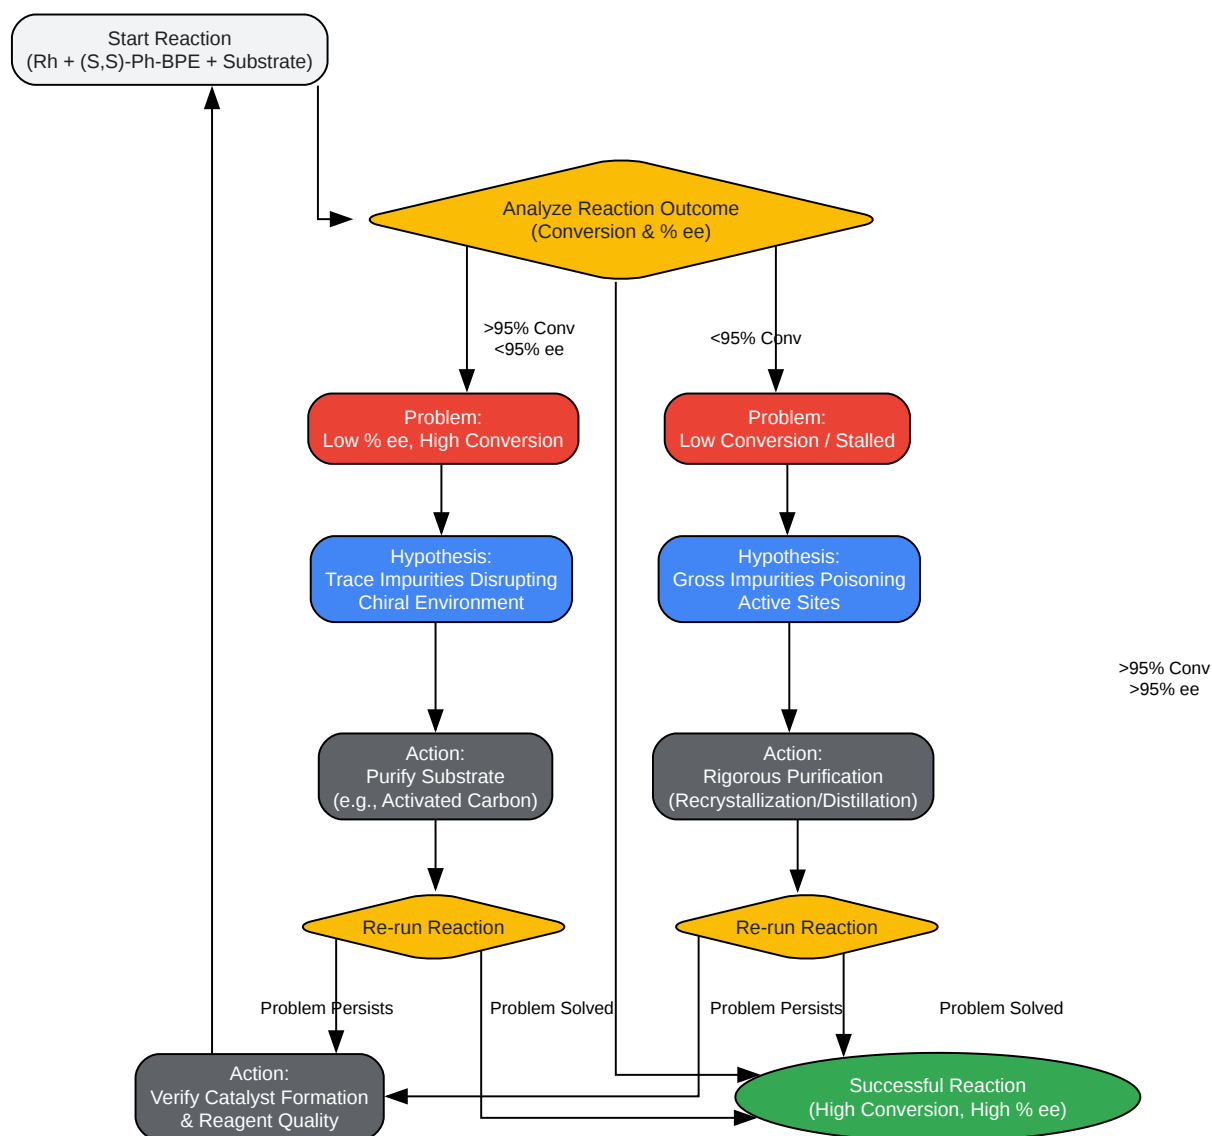 Start Reaction
(Rh + (S,S)-Ph-BPE + Substrate)
Analyze Reaction Outcome
(Conversion & % ee)
>95% Conv
<95% ee
<95% Conv
Problem:
Low % ee, High Conversion
Problem:
Low Conversion / Stalled
Hypothesis:
Trace Impurities Disrupting
Chiral Environment
Hypothesis:
Gross Impurities Poisoning
Active Sites
>95% Conv
>95% ee
Action:
Purify Substrate
(e.g., Activated Carbon)
Action:
Rigorous Purification
(Recrystallization/Distillation)
Re-run Reaction
Re-run Reaction
Problem Persists
Problem Solved
Problem Persists
Problem Solved
Action:
Verify Catalyst Formation
& Reagent Quality
Successful Reaction
(High Conversion, High % ee)